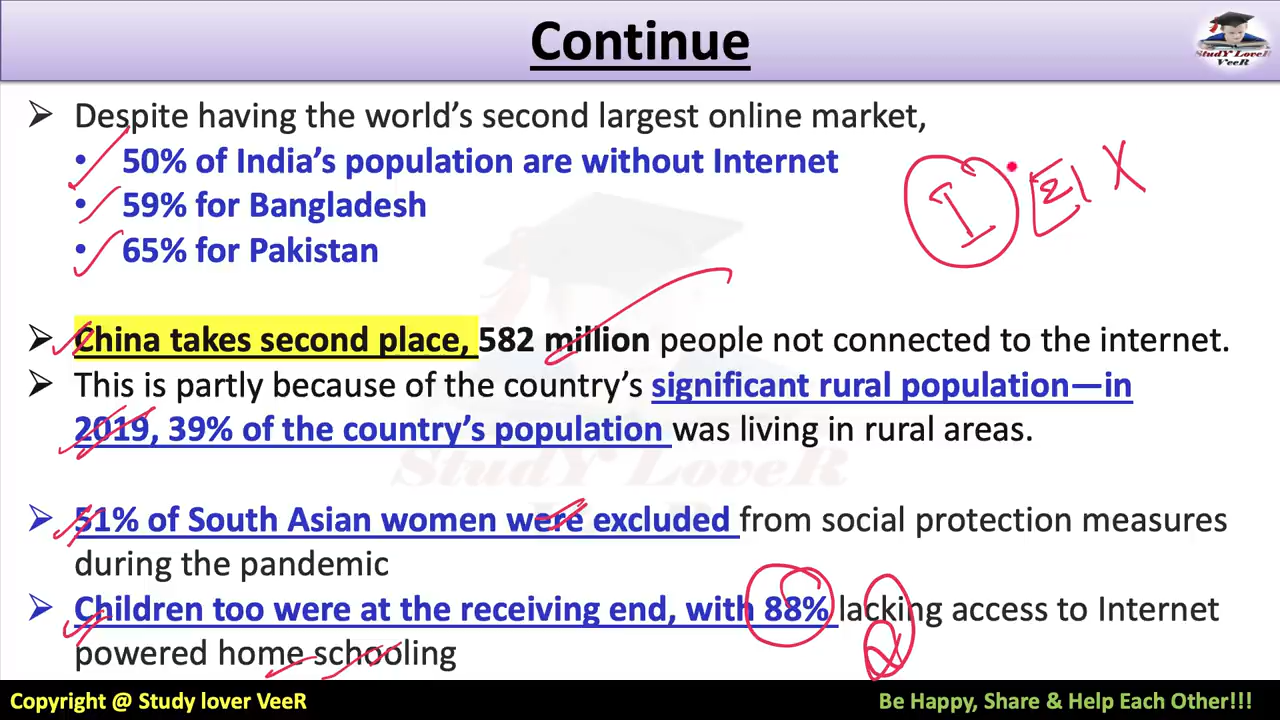 Continue
StudY LoveR
VeeR
➢ Despite having the world's second largest online market,
• 50% of India's population are without Internet
• 59% for Bangladesh
• 65% for Pakistan
➢ China takes second place, 582 million people not connected to the internet.
➢ This is partly because of the country's significant rural population—in
2019, 39% of the country's population was living in rural areas.
StudY LoveR
➢ 51% of South Asian women were excluded from social protection measures
during the pandemic
➢ Children too were at the receiving end, with 88% lacking access to Internet
powered home schooling
Copyright @ Study lover VeeR
Be Happy, Share & Help Each Other!!!